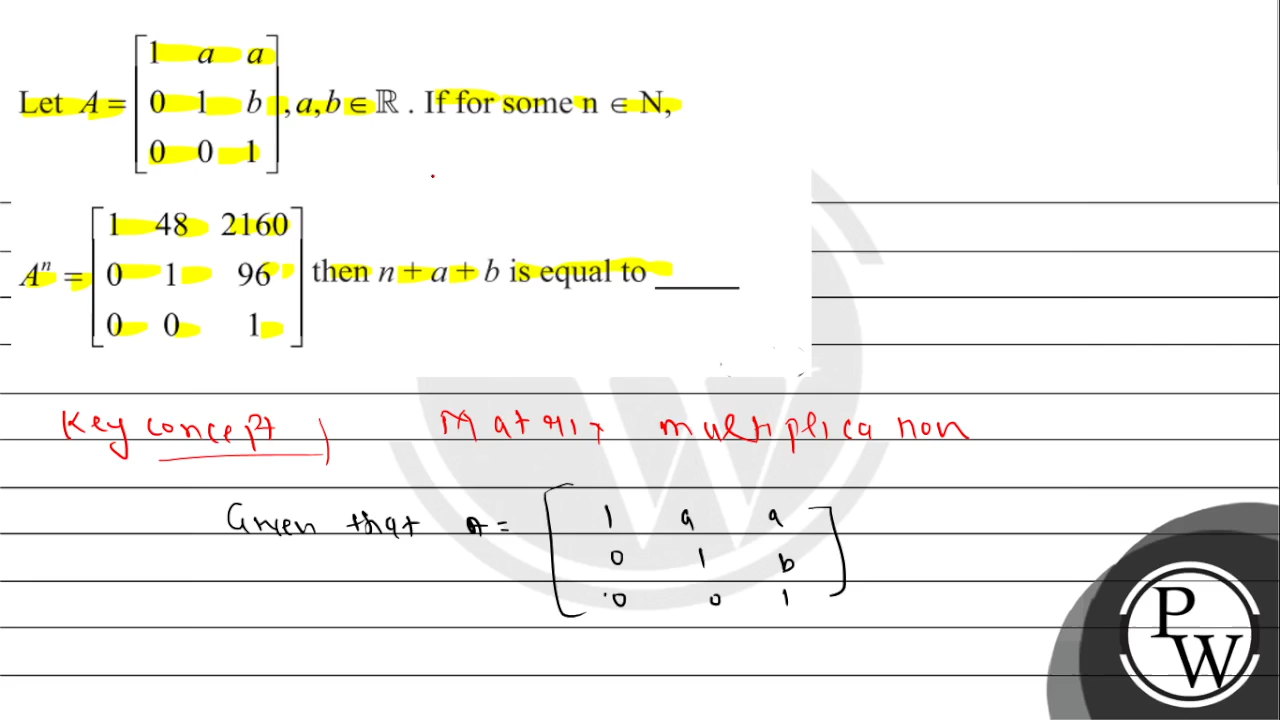 Let A = [ 1 a a
0 1 b
0 0 1 ] , a,b ∈ ℝ . If for some n ∈ N,
Aⁿ = [ 1 48 2160
0 1 96
0 0 1 ] then n + a + b is equal to ______
Key concept Matrix multiplication
Given that A = [ 1 a a
0 1 b
0 0 1 ]
P
W